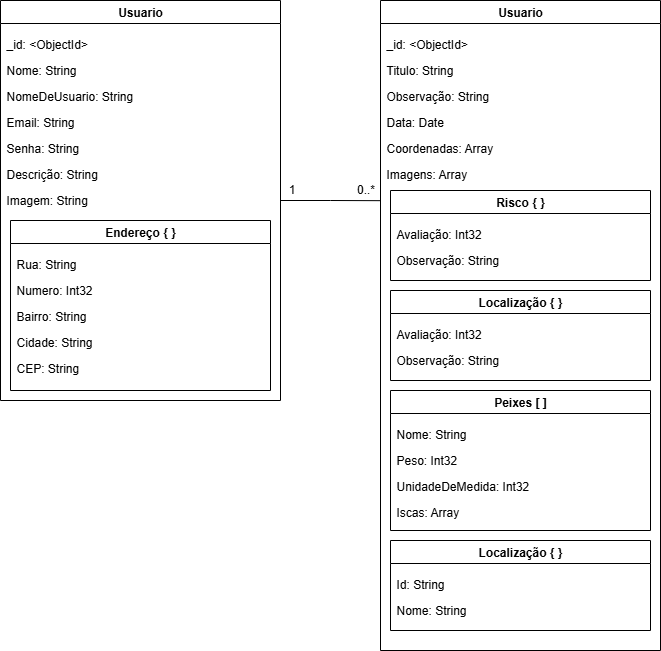 Usuario
_id: <ObjectId>
Nome: String
NomeDeUsuario: String
Email: String
Senha: String
Descrição: String
Imagem: String
Endereço { }
Rua: String
Numero: Int32
Bairro: String
Cidade: String
CEP: String
1
0..*
Usuario
_id: <ObjectId>
Titulo: String
Observação: String
Data: Date
Coordenadas: Array
Imagens: Array
Risco { }
Avaliação: Int32
Observação: String
Localização { }
Avaliação: Int32
Observação: String
Peixes [ ]
Nome: String
Peso: Int32
UnidadeDeMedida: Int32
Iscas: Array
Localização { }
Id: String
Nome: String